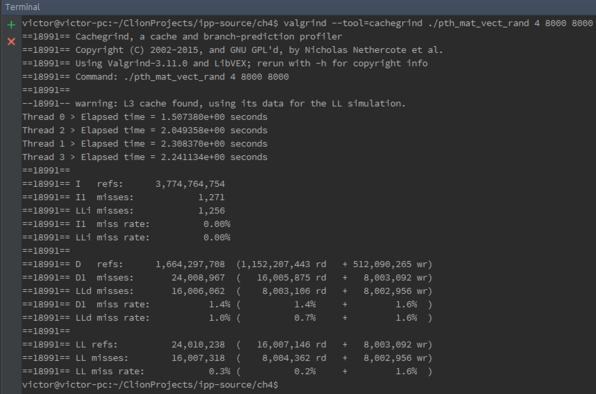 Terminal
victor@victor-pc:~/ClionProjects/ipp-source/ch4$ valgrind --tool=cachegrind ./pth_mat_vect_rand 4 8000 8000
==18991== Cachegrind, a cache and branch-prediction profiler
==18991== Copyright (C) 2002-2015, and GNU GPL'd, by Nicholas Nethercote et al.
==18991== Using Valgrind-3.11.0 and LibVEX; rerun with -h for copyright info
==18991== Command: ./pth_mat_vect_rand 4 8000 8000
==18991==
--18991-- warning: L3 cache found, using its data for the LL simulation.
Thread 0 > Elapsed time = 1.507380e+00 seconds
Thread 2 > Elapsed time = 2.049358e+00 seconds
Thread 1 > Elapsed time = 2.308370e+00 seconds
Thread 3 > Elapsed time = 2.241134e+00 seconds
==18991==
==18991== I   refs:      3,774,764,754
==18991== I1  misses:            1,271
==18991== LLi misses:            1,256
==18991== I1  miss rate:          0.00%
==18991== LLi miss rate:          0.00%
==18991==
==18991== D   refs:      1,664,297,708  (1,152,207,443 rd   + 512,090,265 wr)
==18991== D1  misses:       24,008,967  (   16,005,875 rd   +   8,003,092 wr)
==18991== LLd misses:       16,006,062  (    8,003,106 rd   +   8,002,956 wr)
==18991== D1  miss rate:           1.4% (          1.4%     +         1.6%  )
==18991== LLd miss rate:           1.0% (          0.7%     +         1.6%  )
==18991==
==18991== LL refs:          24,010,238  (   16,007,146 rd   +   8,003,092 wr)
==18991== LL misses:        16,007,318  (    8,004,362 rd   +   8,002,956 wr)
==18991== LL miss rate:            0.3% (          0.2%     +         1.6%  )
victor@victor-pc:~/ClionProjects/ipp-source/ch4$